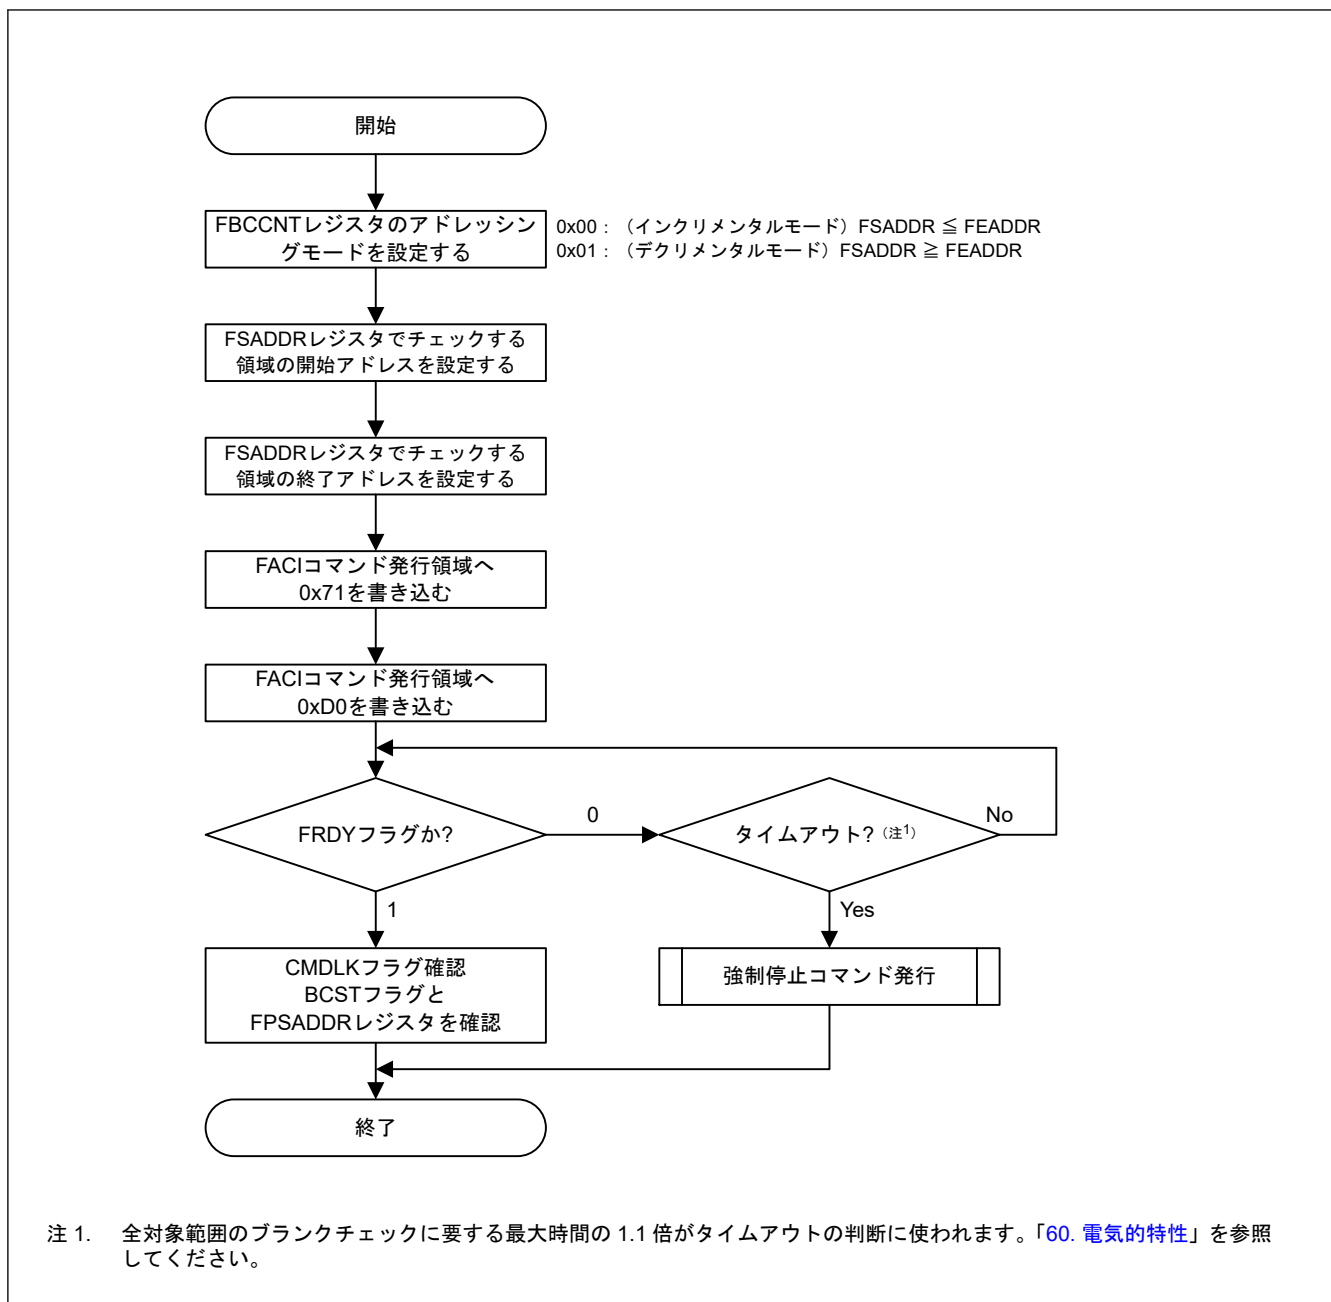 開始
FBCCNTレジスタのアドレッシン
グモードを設定する
0x00：（インクリメンタルモード）FSADDR ≦ FEADDR
0x01：（デクリメンタルモード）FSADDR ≧ FEADDR
FSADDRレジスタでチェックする
領域の開始アドレスを設定する
FSADDRレジスタでチェックする
領域の終了アドレスを設定する
FACIコマンド発行領域へ
0x71を書き込む
FACIコマンド発行領域へ
0xD0を書き込む
FRDYフラグか?
0
タイムアウト?（注1）
No
1
Yes
CMDLKフラグ確認
BCSTフラグと
FPSADDRレジスタを確認
強制停止コマンド発行
終了
注 1. 全対象範囲のブランクチェックに要する最大時間の 1.1 倍がタイムアウトの判断に使われます。「60. 電気的特性」を参照
してください。